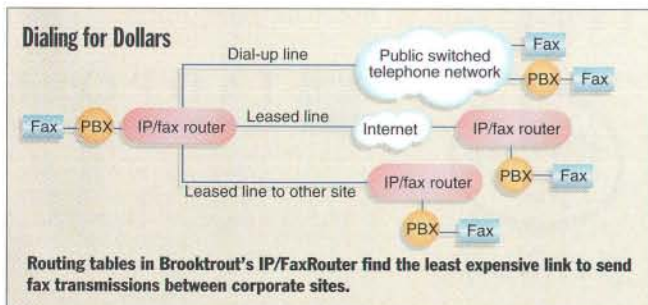 Dialing for Dollars
Dial-up line
Public switched
telephone network
Fax
PBX
Fax
Fax
PBX
IP/fax router
Leased line
Internet
IP/fax router
PBX
Fax
Leased line to other site
IP/fax router
PBX
Fax
Routing tables in Brooktrout's IP/FaxRouter find the least expensive link to send
fax transmissions between corporate sites.